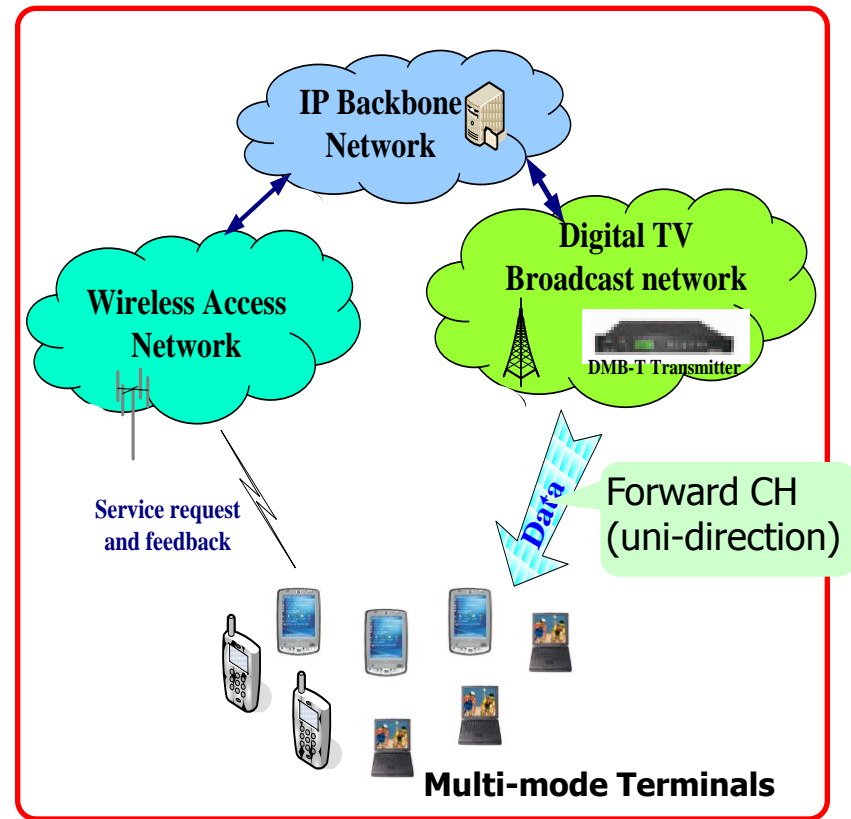 IP Backbone
Network
Digital TV
Broadcast network
Wireless Access
Network
DMB-T Transmitter
Service request
and feedback
Data
Forward CH
(uni-direction)
Multi-mode Terminals